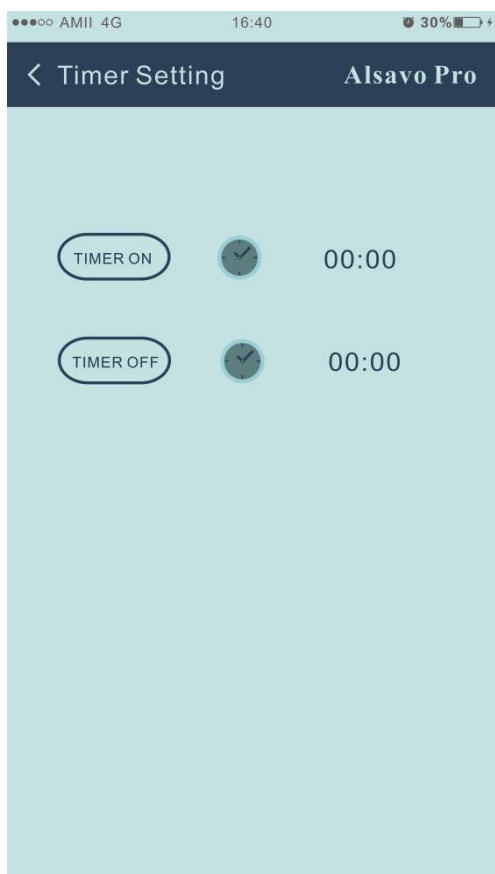 AMII 4G 16:40 30%
Timer Setting Alsavo Pro
TIMER ON 00:00
TIMER OFF 00:00